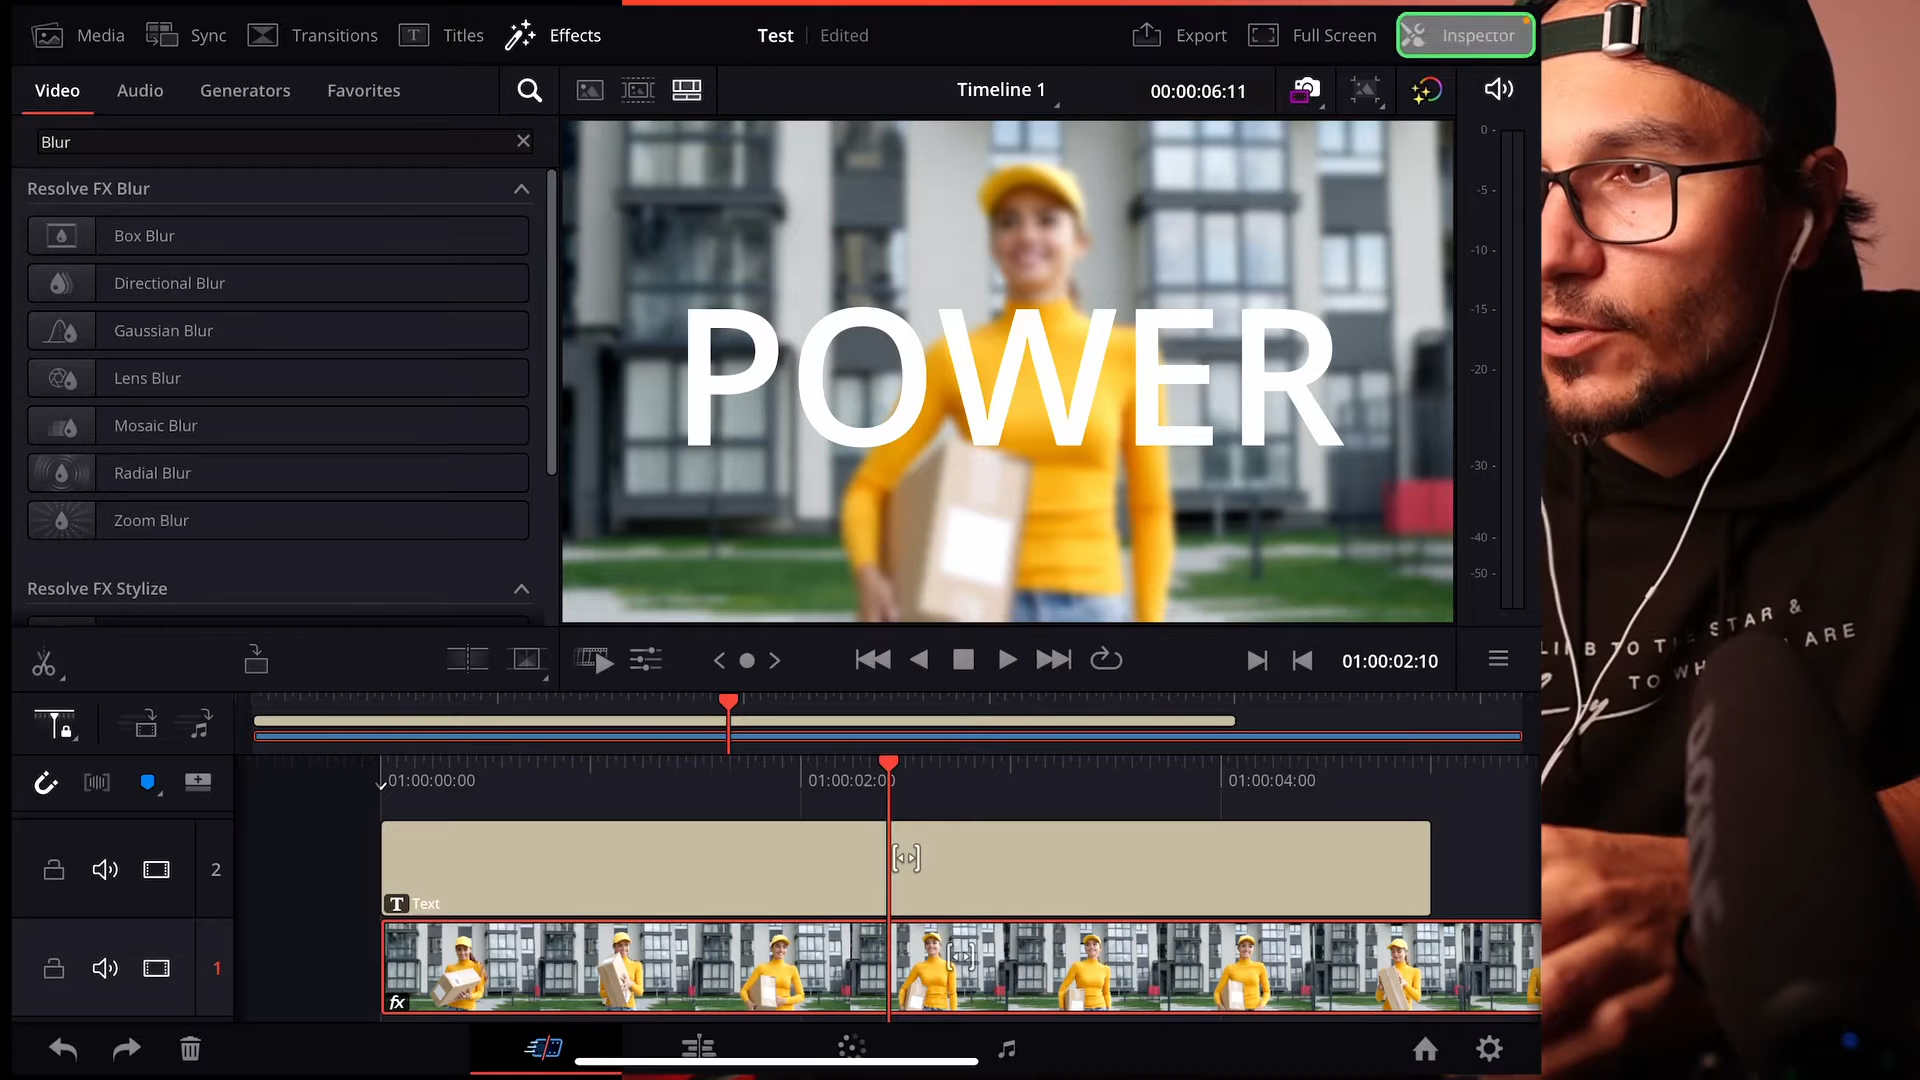 Media Sync Transitions Titles Effects Test Edited Export Full Screen Inspector
Video Audio Generators Favorites Timeline 1 00:00:06:11
Blur
Resolve FX Blur
Box Blur
Directional Blur
Gaussian Blur
Lens Blur
Mosaic Blur
Radial Blur
Zoom Blur
Resolve FX Stylize
POWER
0
-5
-10
-15
-20
-30
-40
-50
01:00:02:10
01:00:00:00 01:00:02:00 01:00:04:00
2
T Text
1
fx
STAR &
ARE
TO